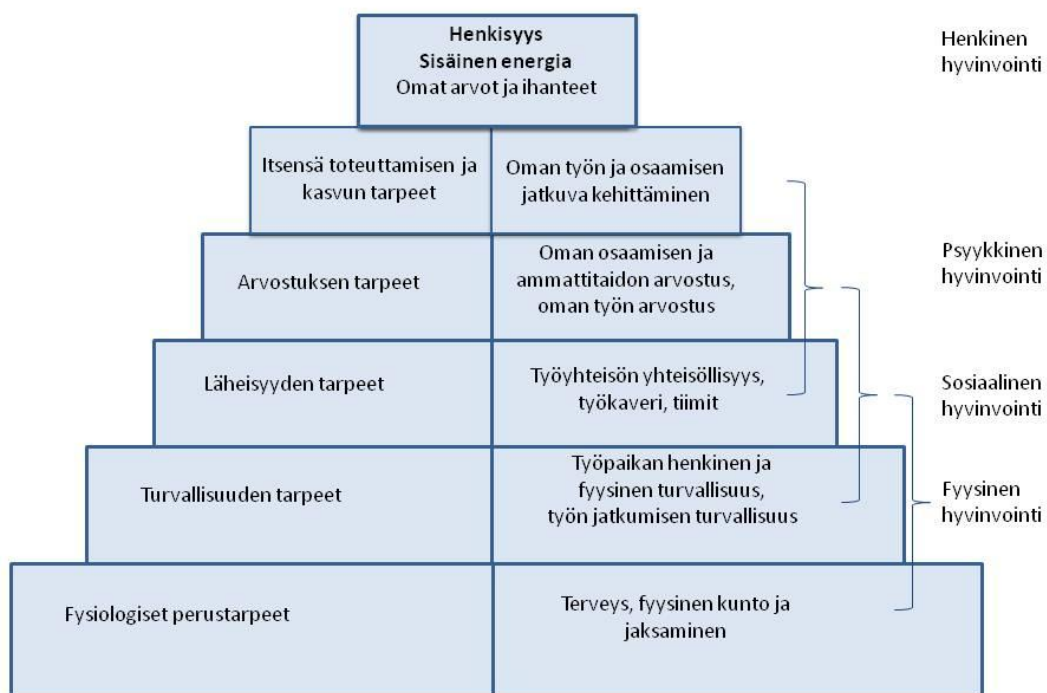 Henkisyys
Sisäinen energia
Omat arvot ja ihanteet
Henkinen
hyvinvointi
Itsensä toteuttamisen ja
kasvun tarpeet
Oman työn ja osaamisen
jatkuva kehittäminen
Arvostuksen tarpeet
Oman osaamisen ja
ammattitaidon arvostus,
oman työn arvostus
Psyykkinen
hyvinvointi
Läheisyyden tarpeet
Työyhteisön yhteisöllisyys,
työkaveri, tiimit
Sosiaalinen
hyvinvointi
Turvallisuuden tarpeet
Työpaikan henkinen ja
fyysinen turvallisuus,
työn jatkumisen turvallisuus
Fyysinen
hyvinvointi
Fysiologiset perustarpeet
Terveys, fyysinen kunto ja
jaksaminen